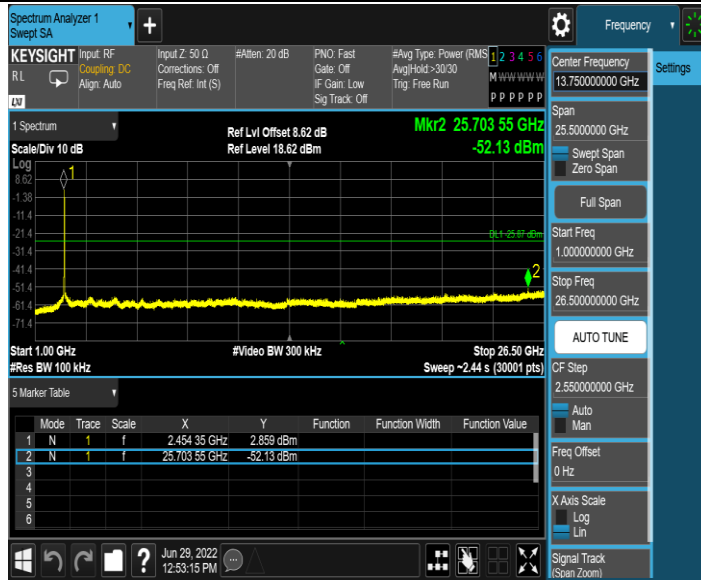 Spectrum Analyzer 1
Swept SA
+
Frequency
KEYSIGHT
RL
LXI
Input: RF
Coupling: DC
Align: Auto
Input Z: 50 Ω
Corrections: Off
Freq Ref: Int (S)
#Atten: 20 dB
PNO: Fast
Gate: Off
IF Gain: Low
Sig Track: Off
#Avg Type: Power (RMS
Avg|Hold:>30/30
Trig: Free Run
1 2 3 4 5 6
M W W W W W
P P P P P P
1 Spectrum
Scale/Div 10 dB
Ref Lvl Offset 8.62 dB
Ref Level 18.62 dBm
Mkr2 25.703 55 GHz
-52.13 dBm
Log
8.62
-1.38
-11.4
-21.4
-31.4
-41.4
-51.4
-61.4
-71.4
1
DL1 -25.87 dBm
2
Start 1.00 GHz
#Res BW 100 kHz
#Video BW 300 kHz
Stop 26.50 GHz
Sweep ~2.44 s (30001 pts)
5 Marker Table
Mode Trace Scale X Y Function Function Width Function Value
1 N 1 f 2.454 35 GHz 2.859 dBm
2 N 1 f 25.703 55 GHz -52.13 dBm
3
4
5
6
?
Jun 29, 2022
12:53:15 PM
Center Frequency
13.750000000 GHz
Settings
Span
25.5000000 GHz
Swept Span
Zero Span
Full Span
Start Freq
1.000000000 GHz
Stop Freq
26.500000000 GHz
AUTO TUNE
CF Step
2.550000000 GHz
Auto
Man
Freq Offset
0 Hz
X Axis Scale
Log
Lin
Signal Track
(Span Zoom)